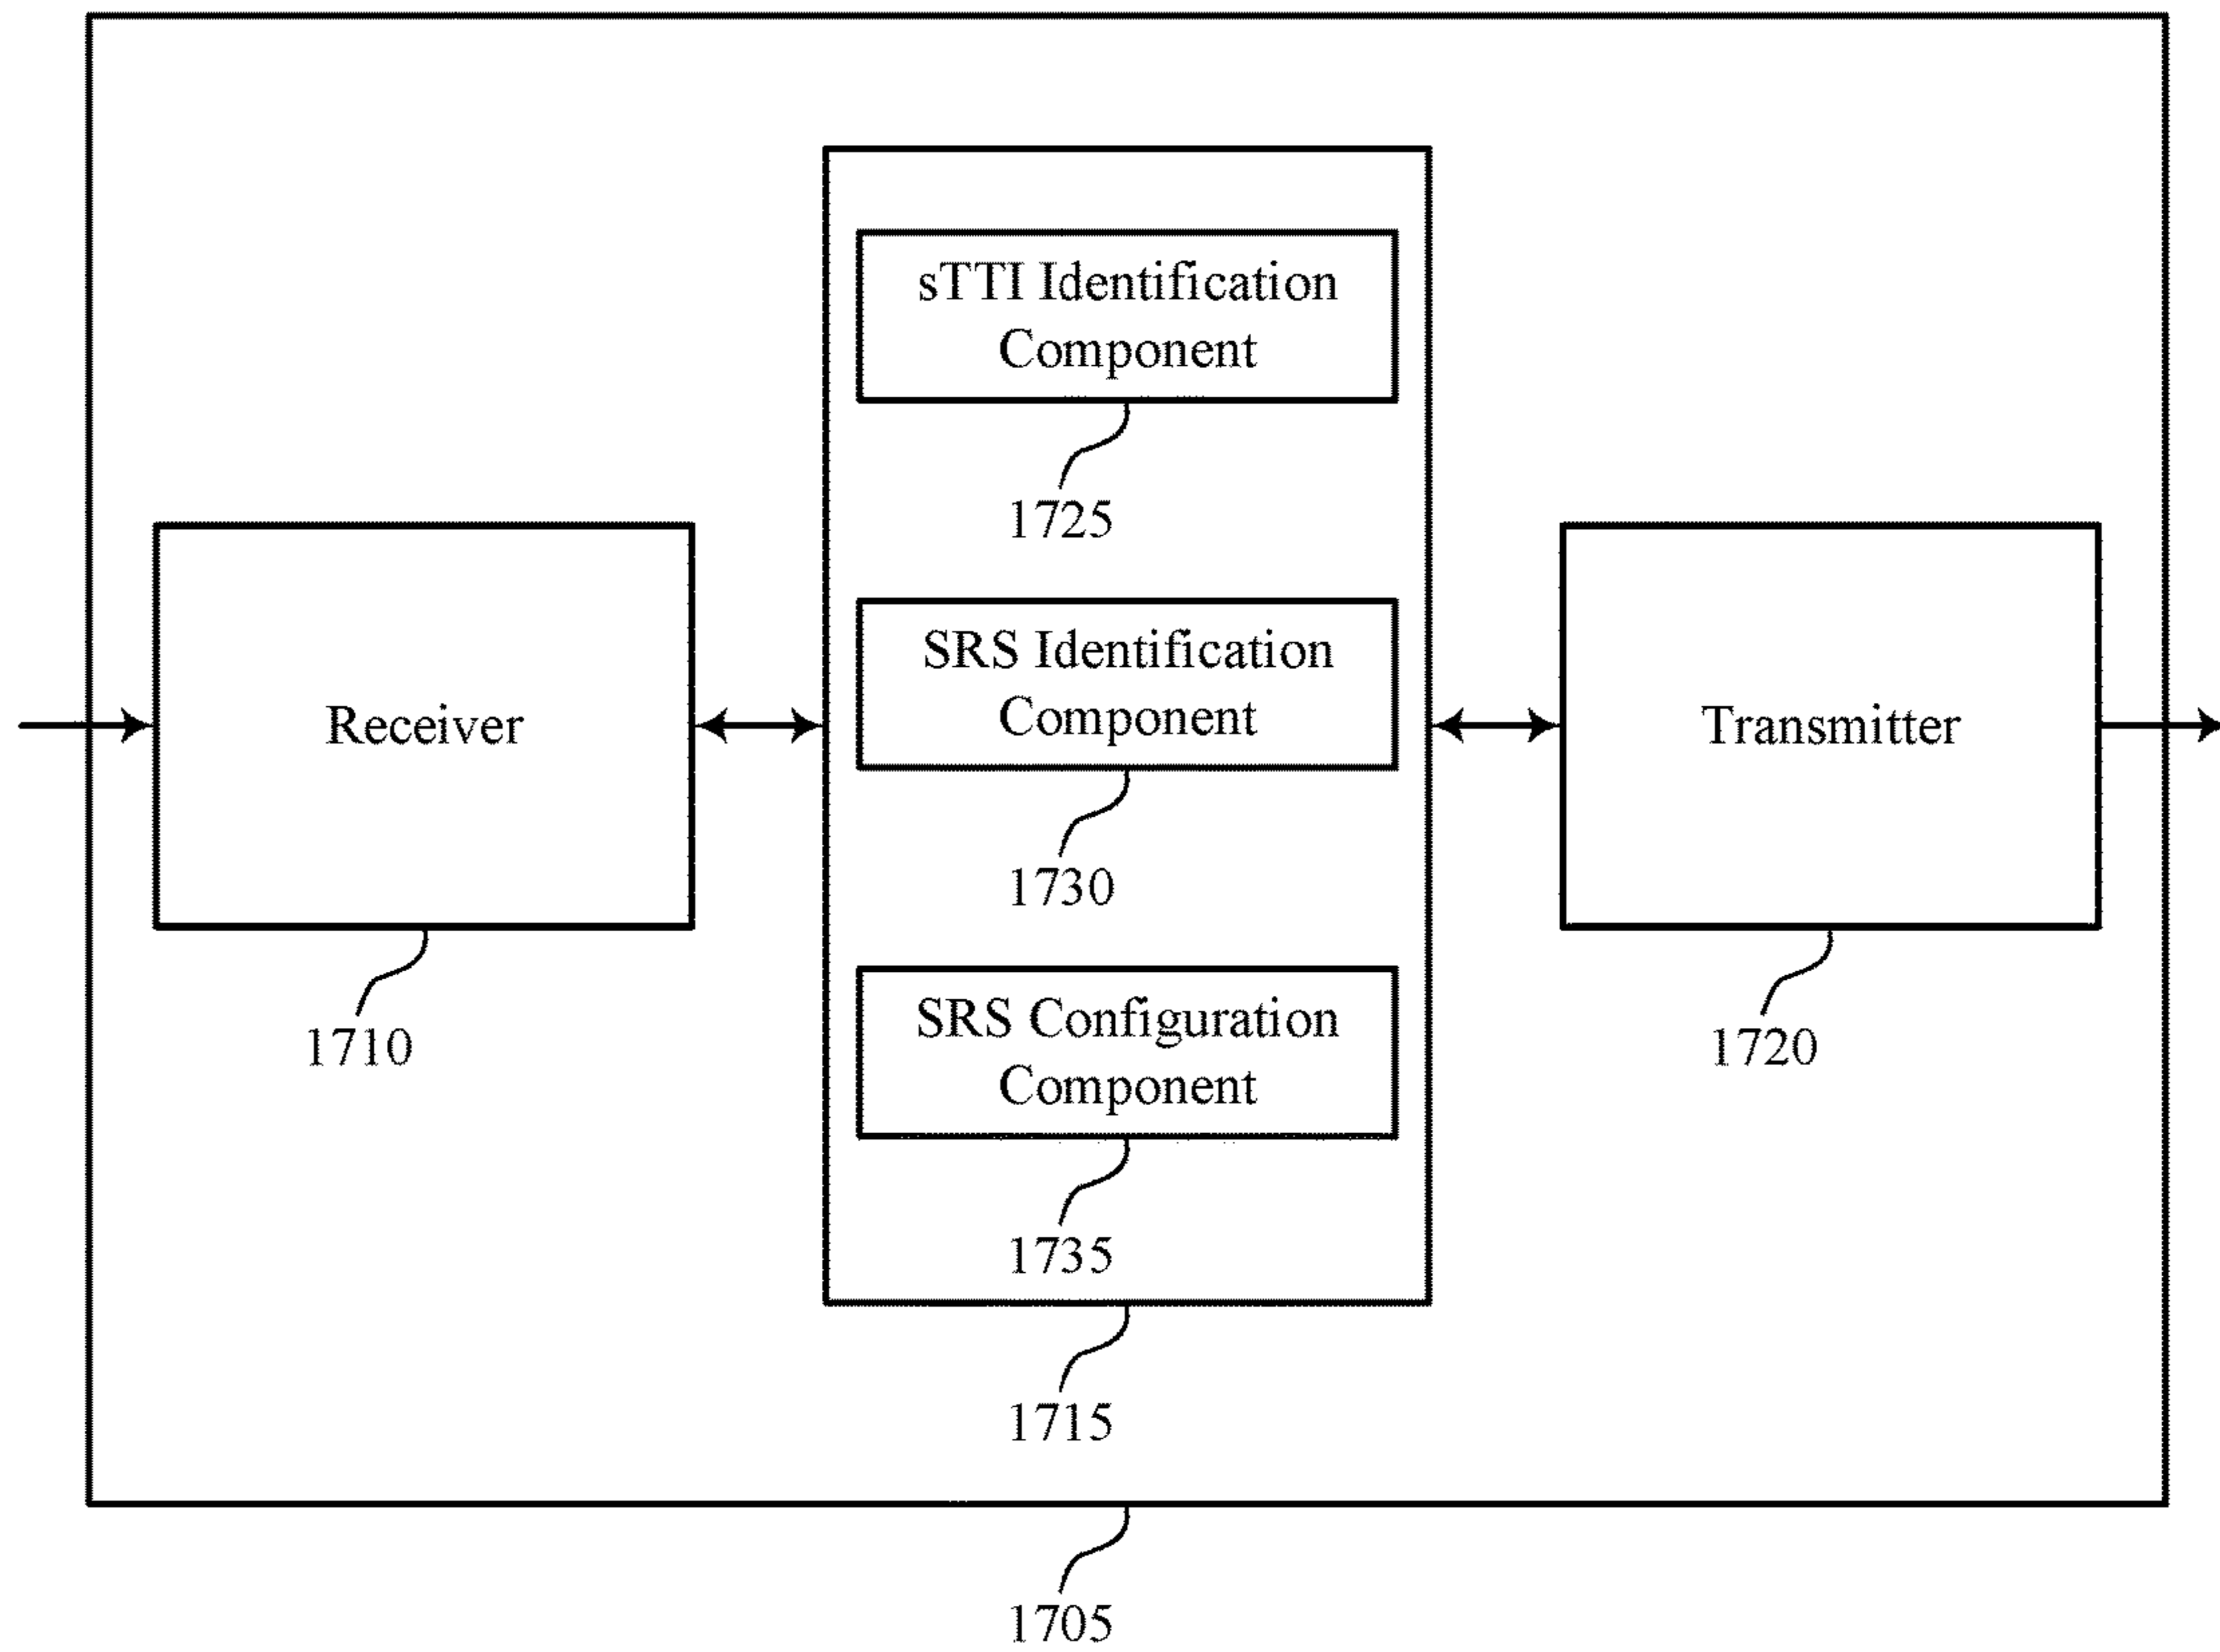 sTTI Identification
Component
1725
Receiver
1710
SRS Identification
Component
1730
Transmitter
1720
SRS Configuration
Component
1735
1715
1705